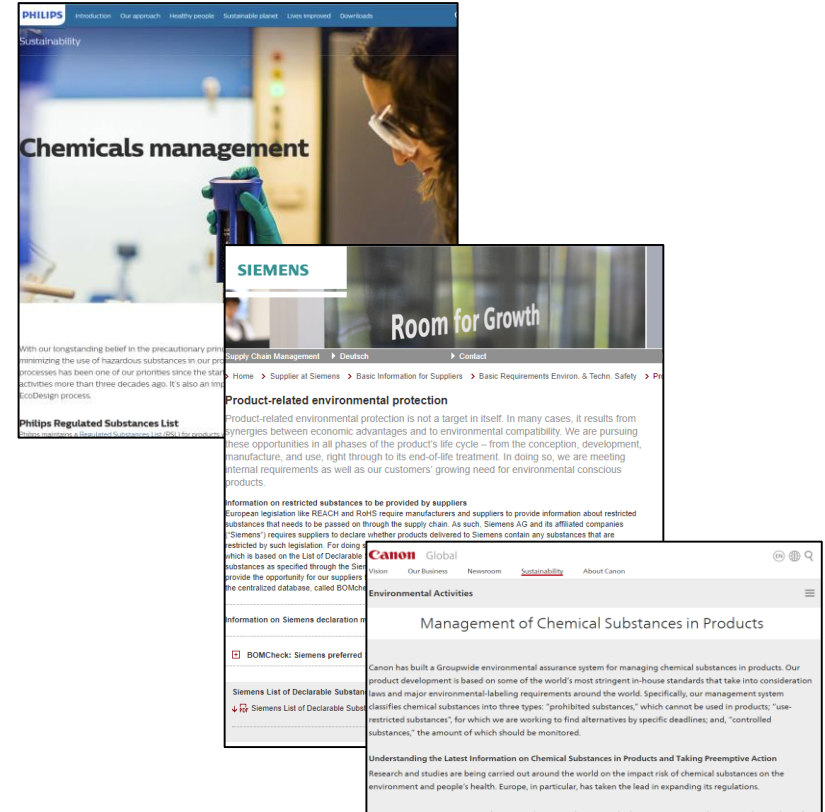 PHILIPS Introduction Our approach Healthy people Sustainable planet Lives improved Downloads
Sustainability
Chemicals management
With our longstanding belief in the precautionary
minimizing the use of hazardous substances in our
processes has been one of our priorities since the
activities more than three decades ago. It's also an
EcoDesign process.
Philips Regulated Substances List
Philips maintains a Regulated Substances List (RSL) for products
SIEMENS
Room for Growth
Supply Chain Management Deutsch Contact
Home Supplier at Siemens Basic Information for Suppliers Basic Requirements Environ. & Techn. Safety
Product-related environmental protection
Product-related environmental protection is not a target in itself. In many cases, it results from
synergies between economic advantages and to environmental compatibility. We are pursuing
these opportunities in all phases of the product's life cycle – from the conception, development,
manufacture, and use, right through to its end-of-life treatment. In doing so, we are meeting
internal requirements as well as our customers' growing need for environmental conscious
products.
Information on restricted substances to be provided by suppliers
European legislation like REACH and RoHS require manufacturers and suppliers to provide information about restricted
substances that needs to be passed on through the supply chain. As such, Siemens AG and its affiliated companies
("Siemens") requires suppliers to declare whether products delivered to Siemens contain any substances that are
restricted by such legislation. For doing
which is based on the List of Declarable
substances as specified through the
provide the opportunity for our suppliers
the centralized database, called
Information on Siemens declaration
BOMCheck: Siemens preferred
Siemens List of Declarable
PDF Siemens List of Declarable
Canon Global
EN
Vision Our Business Newsroom Sustainability About Canon
Environmental Activities
Management of Chemical Substances in Products
Canon has built a Groupwide environmental assurance system for managing chemical substances in products. Our
product development is based on some of the world's most stringent in-house standards that take into consideration
laws and major environmental-labeling requirements around the world. Specifically, our management system
classifies chemical substances into three types: "prohibited substances," which cannot be used in products; "use-
restricted substances", for which we are working to find alternatives by specific deadlines; and, "controlled
substances," the amount of which should be monitored.
Understanding the Latest Information on Chemical Substances in Products and Taking Preemptive Action
Research and studies are being carried out around the world on the impact risk of chemical substances on the
environment and people's health. Europe, in particular, has taken the lead in expanding its regulations.